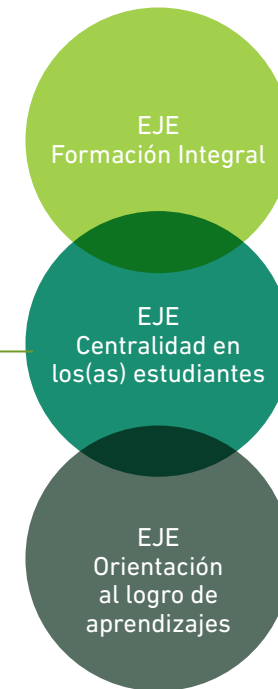 EJE
Formación Integral
EJE
Centralidad en
los(as) estudiantes
EJE
Orientación
al logro de
aprendizajes